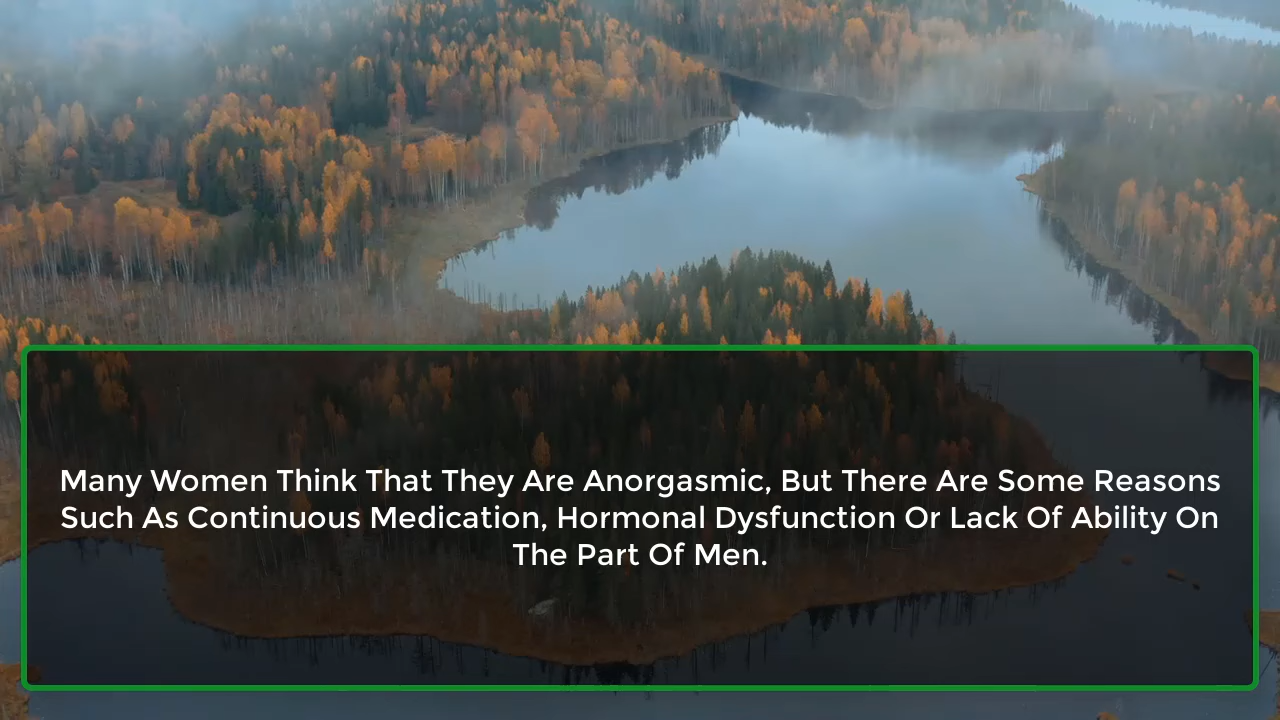 Many Women Think That They Are Anorgasmic, But There Are Some Reasons
Such As Continuous Medication, Hormonal Dysfunction Or Lack Of Ability On
The Part Of Men.